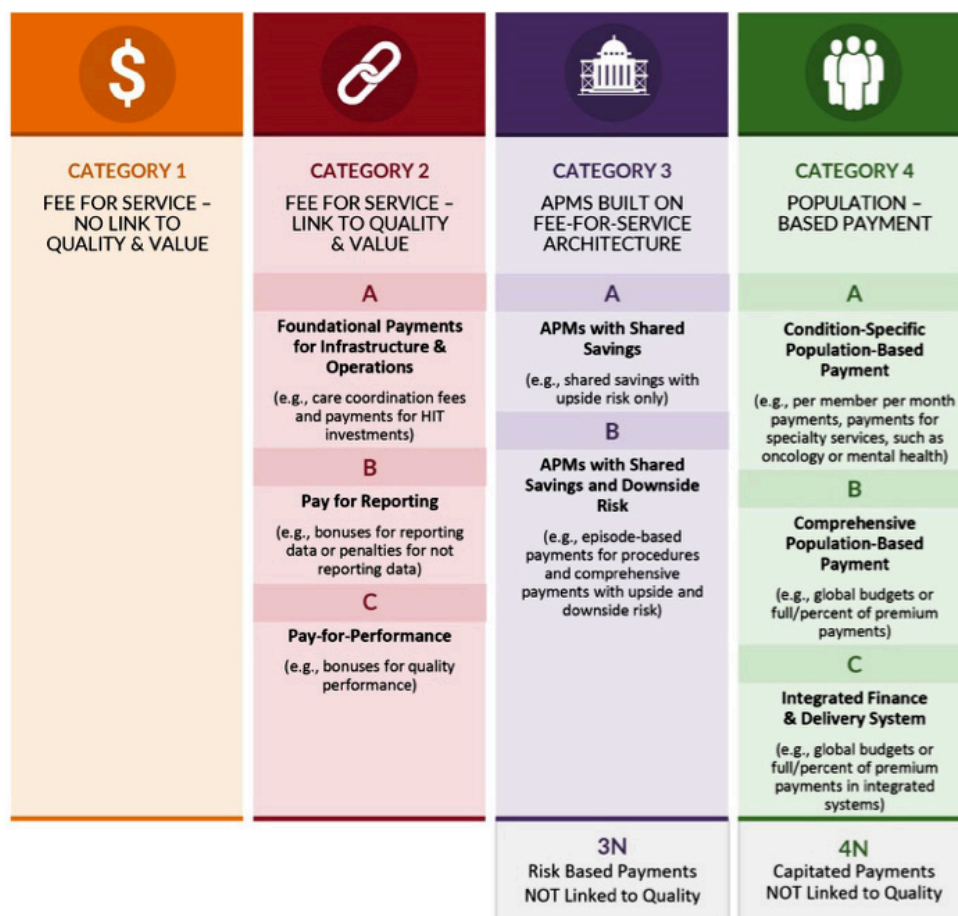 $
CATEGORY 1
FEE FOR SERVICE –
NO LINK TO
QUALITY & VALUE
CATEGORY 2
FEE FOR SERVICE –
LINK TO QUALITY
& VALUE
A
Foundational Payments
for Infrastructure &
Operations
(e.g., care coordination fees
and payments for HIT
investments)
B
Pay for Reporting
(e.g., bonuses for reporting
data or penalties for not
reporting data)
C
Pay-for-Performance
(e.g., bonuses for quality
performance)
CATEGORY 3
APMS BUILT ON
FEE-FOR-SERVICE
ARCHITECTURE
A
APMs with Shared
Savings
(e.g., shared savings with
upside risk only)
B
APMs with Shared
Savings and Downside
Risk
(e.g., episode-based
payments for procedures
and comprehensive
payments with upside and
downside risk)
3N
Risk Based Payments
NOT Linked to Quality
CATEGORY 4
POPULATION –
BASED PAYMENT
A
Condition-Specific
Population-Based
Payment
(e.g., per member per month
payments, payments for
specialty services, such as
oncology or mental health)
B
Comprehensive
Population-Based
Payment
(e.g., global budgets or
full/percent of premium
payments)
C
Integrated Finance
& Delivery System
(e.g., global budgets or
full/percent of premium
payments in integrated
systems)
4N
Capitated Payments
NOT Linked to Quality